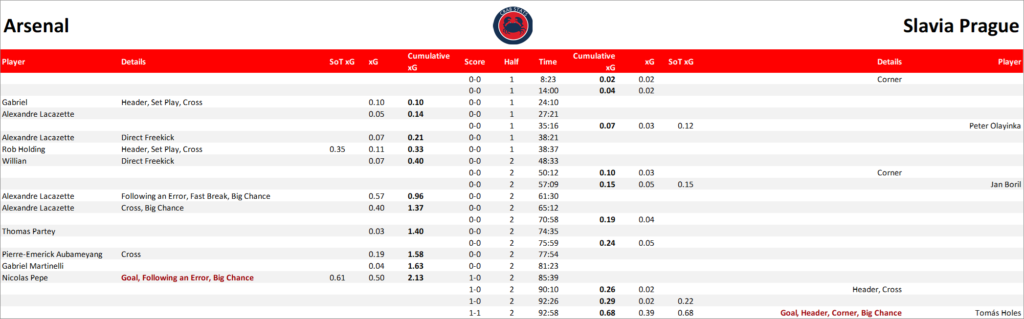 Arsenal CRAB STATS Slavia Prague
Player Details SoT xG xG Cumulative xG Score Half Time Cumulative xG xG SoT xG Details Player
0-0 1 8:23 0.02 0.02 Corner
0-0 1 14:00 0.04 0.02
Gabriel Header, Set Play, Cross 0.10 0.10 0-0 1 24:10
Alexandre Lacazette 0.05 0.14 0-0 1 27:21
0-0 1 35:16 0.07 0.03 0.12 Peter Olayinka
Alexandre Lacazette Direct Freekick 0.07 0.21 0-0 1 38:21
Rob Holding Header, Set Play, Cross 0.35 0.11 0.33 0-0 1 38:37
Willian Direct Freekick 0.07 0.40 0-0 2 48:33
0-0 2 50:12 0.10 0.03 Corner
0-0 2 57:09 0.15 0.05 0.15 Jan Boril
Alexandre Lacazette Following an Error, Fast Break, Big Chance 0.57 0.96 0-0 2 61:30
Alexandre Lacazette Cross, Big Chance 0.40 1.37 0-0 2 65:12
0-0 2 70:58 0.19 0.04
Thomas Partey 0.03 1.40 0-0 2 74:35
0-0 2 75:59 0.24 0.05
Pierre-Emerick Aubameyang Cross 0.19 1.58 0-0 2 77:54
Gabriel Martinelli 0.04 1.63 0-0 2 81:23
Nicolas Pepe Goal, Following an Error, Big Chance 0.61 0.50 2.13 1-0 2 85:39
1-0 2 90:10 0.26 0.02 Header, Cross
1-0 2 92:26 0.29 0.02 0.22
1-1 2 92:58 0.68 0.39 0.68 Goal, Header, Corner, Big Chance Tomás Holes